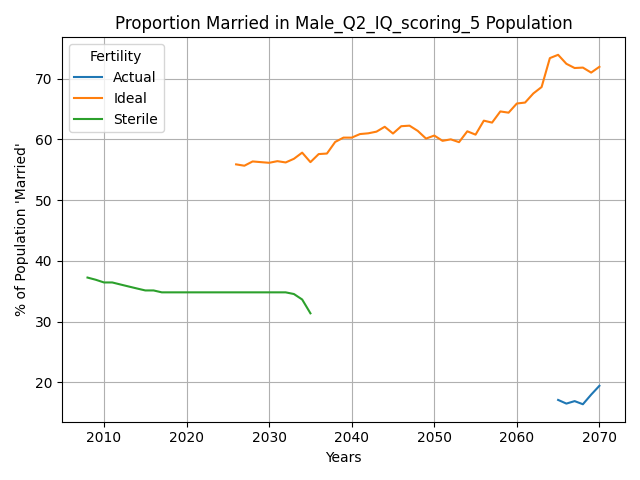 Proportion Married in Male_Q2_IQ_scoring_5 Population
Fertility
Actual
Ideal
Sterile
% of Population 'Married'
70
60
50
40
30
20
2010 2020 2030 2040 2050 2060 2070
Years